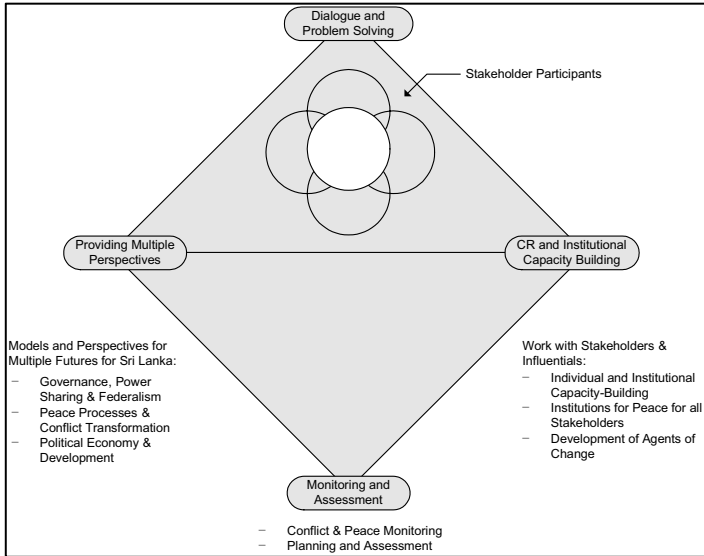 Dialogue and
Problem Solving
Stakeholder Participants
Providing Multiple
Perspectives
CR and Institutional
Capacity Building
Models and Perspectives for
Multiple Futures for Sri Lanka:
– Governance, Power
Sharing & Federalism
– Peace Processes &
Conflict Transformation
– Political Economy &
Development
Work with Stakeholders &
Influentials:
– Individual and Institutional
Capacity-Building
– Institutions for Peace for all
Stakeholders
– Development of Agents of
Change
Monitoring and
Assessment
– Conflict & Peace Monitoring
– Planning and Assessment